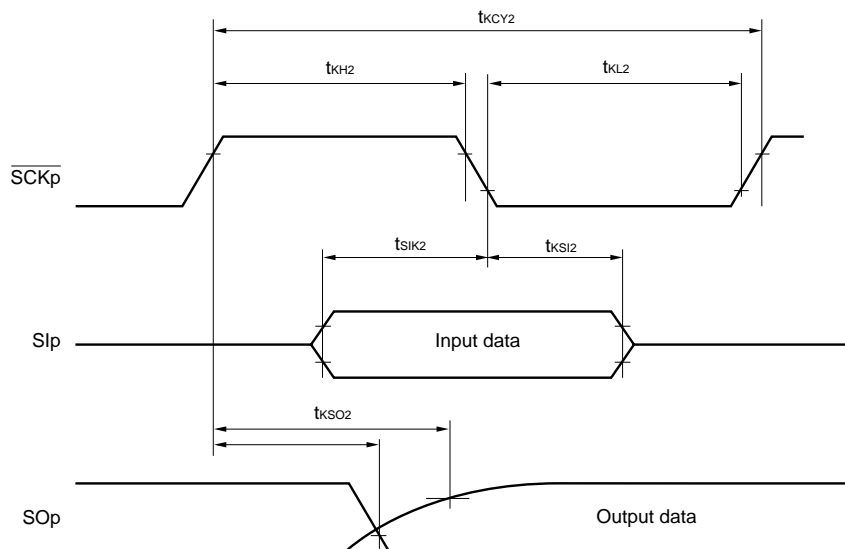 tKCY2
tKH2
tKL2
SCKp
tSIK2
tKSI2
SIp
Input data
tKSO2
SOp
Output data